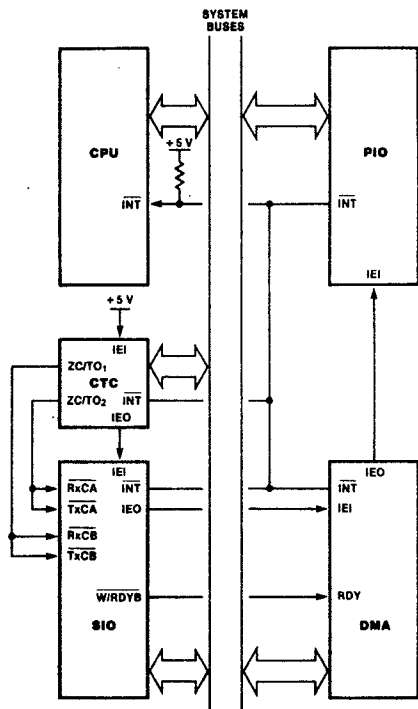 SYSTEM
BUSES
CPU
+5 V
INT
PIO
INT
IEI
+5 V
IEI
ZC/TO1
CTC
ZC/TO2
INT
IEO
IEI
RxCA
INT
TxCA
IEO
RxCB
TxCB
W/RDYB
SIO
IEO
INT
IEI
RDY
DMA